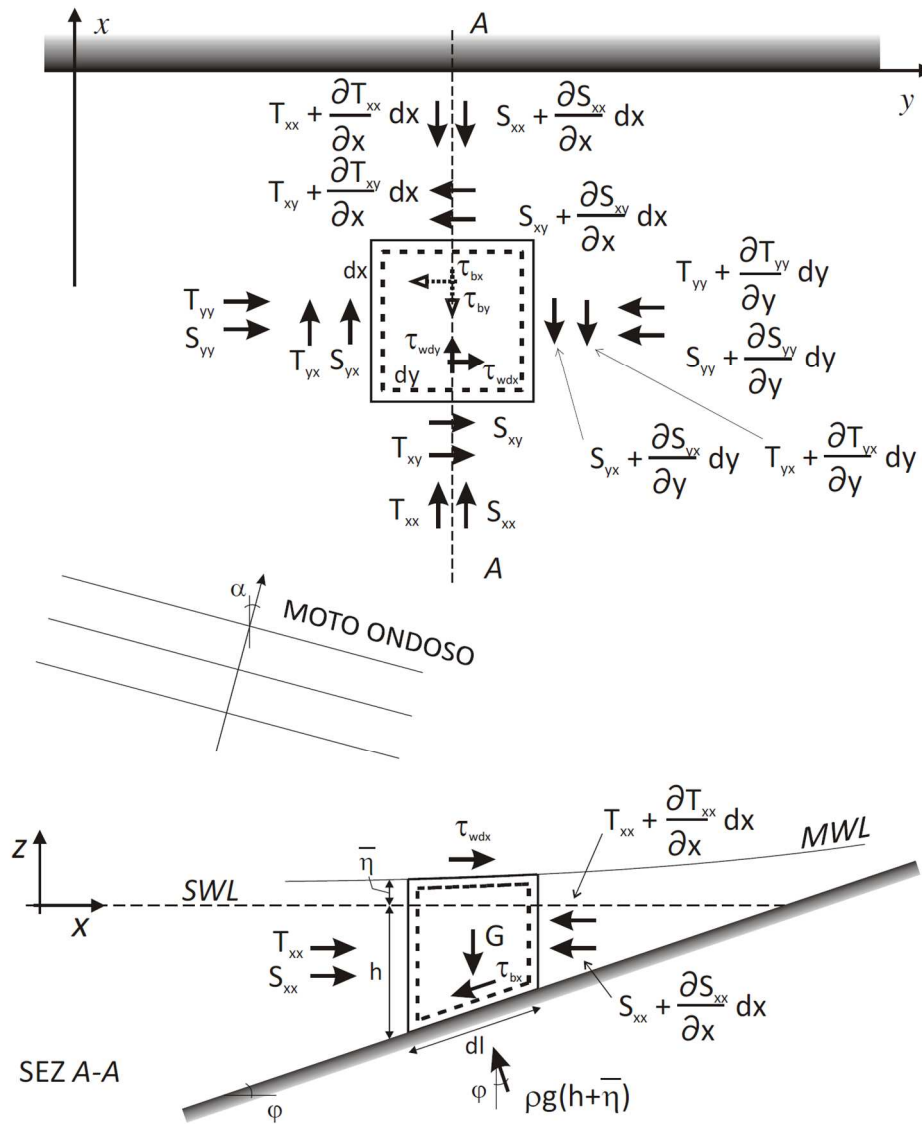 x
A
y
T_xx + ∂T_xx/∂x dx
S_xx + ∂S_xx/∂x dx
T_xy + ∂T_xy/∂x dx
S_xy + ∂S_xy/∂x dx
dx
τ_bx
τ_by
T_yy + ∂T_yy/∂y dy
T_yy
S_yy
T_yx
S_yx
τ_wdy
dy
τ_wdx
S_yy + ∂S_yy/∂y dy
S_xy
T_xy
S_yx + ∂S_yx/∂y dy
T_yx + ∂T_yx/∂y dy
T_xx
S_xx
A
α
MOTO ONDOSO
T_xx + ∂T_xx/∂x dx
τ_wdx
MWL
z
η̅
SWL
x
T_xx
S_xx
h
G
τ_bx
S_xx + ∂S_xx/∂x dx
dl
SEZ A-A
φ
φ
ρg(h+η̅)